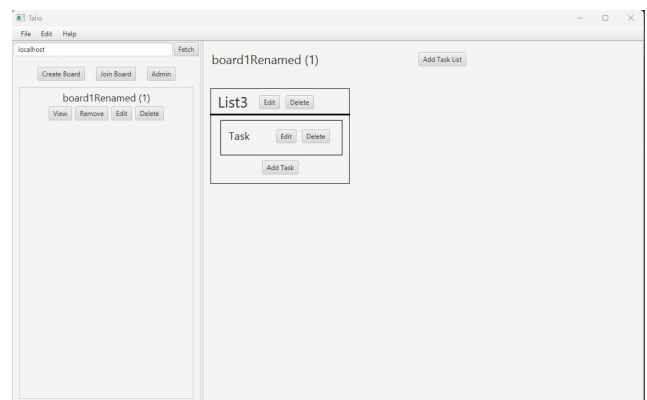 Talio
File Edit Help
localhost Fetch
Create Board Join Board Admin
board1Renamed (1)
View Remove Edit Delete
board1Renamed (1) Add Task List
List3 Edit Delete
Task Edit Delete
Add Task